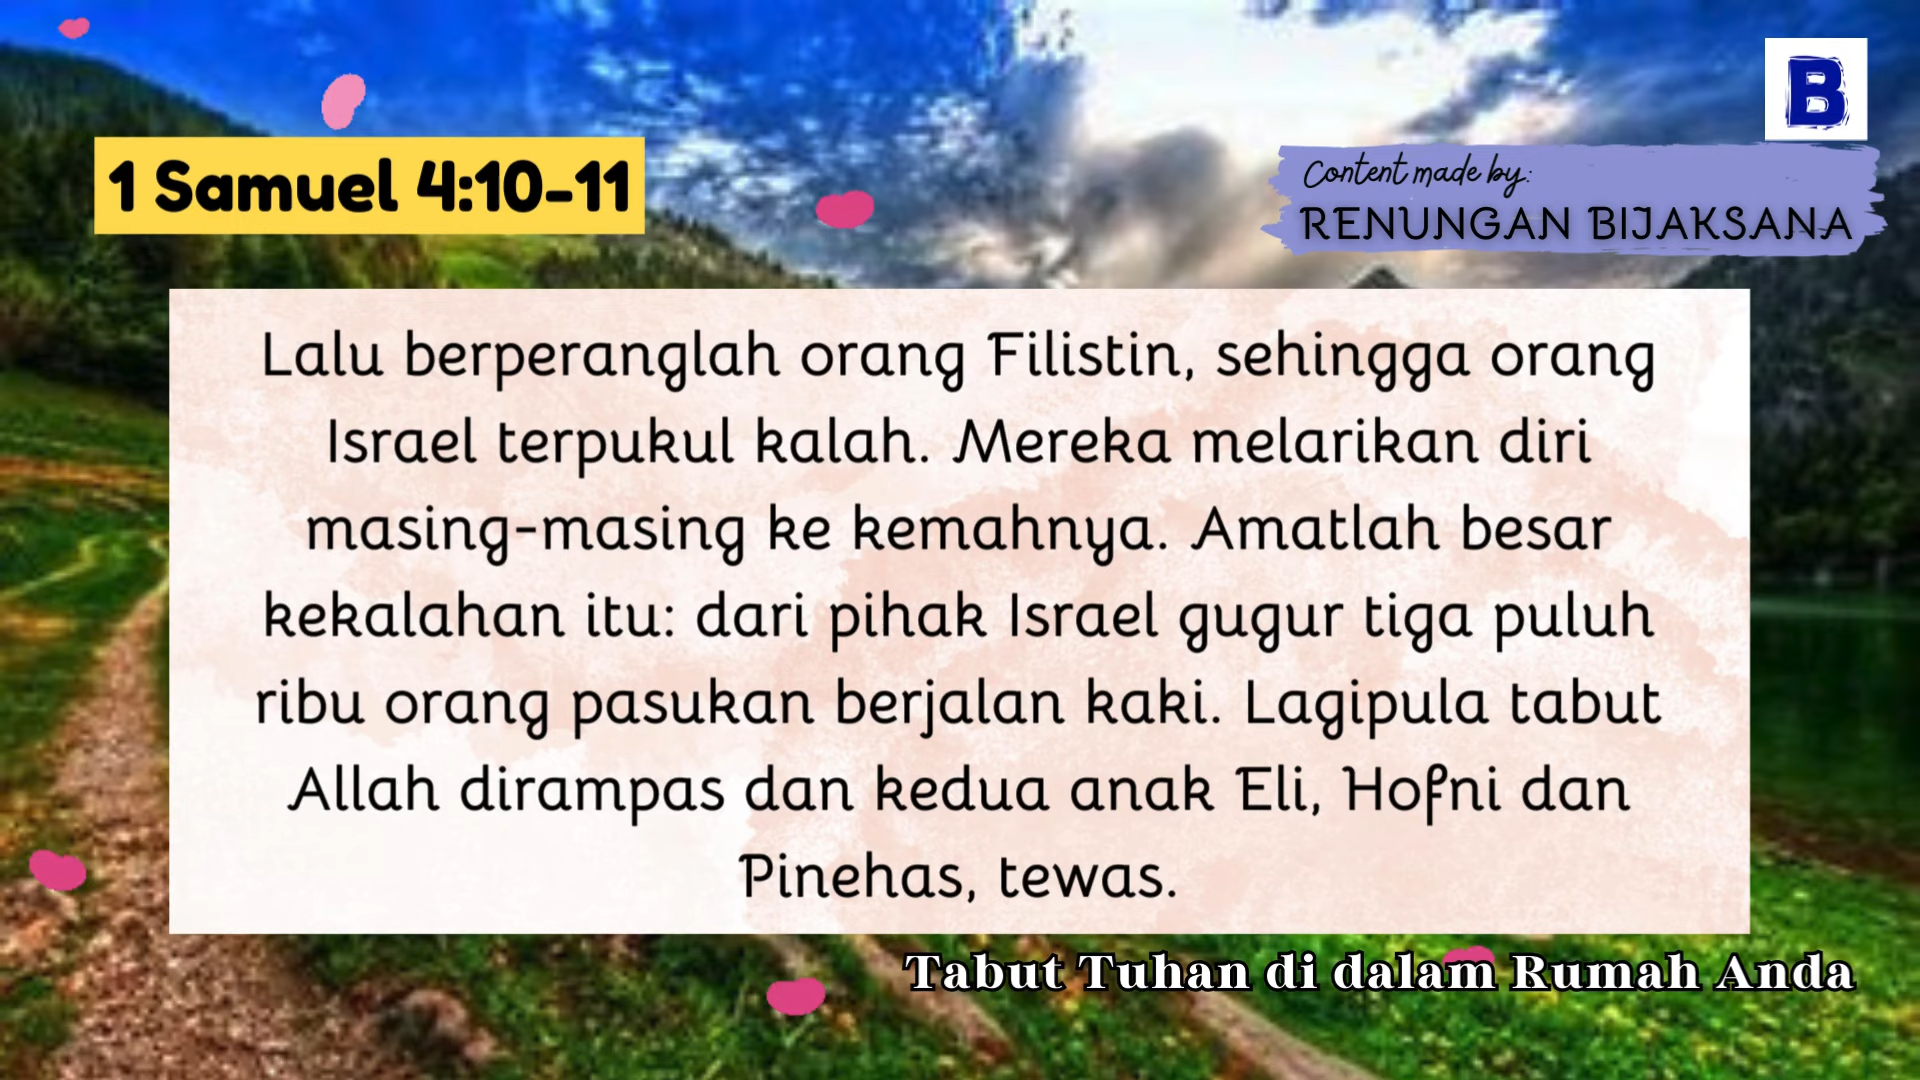 B
1 Samuel 4:10-11
Content made by:
RENUNGAN BIJAKSANA
Lalu berperanglah orang Filistin, sehingga orang
Israel terpukul kalah. Mereka melarikan diri
masing-masing ke kemahnya. Amatlah besar
kekalahan itu: dari pihak Israel gugur tiga puluh
ribu orang pasukan berjalan kaki. Lagipula tabut
Allah dirampas dan kedua anak Eli, Hofni dan
Pinehas, tewas.
Tabut Tuhan di dalam Rumah Anda